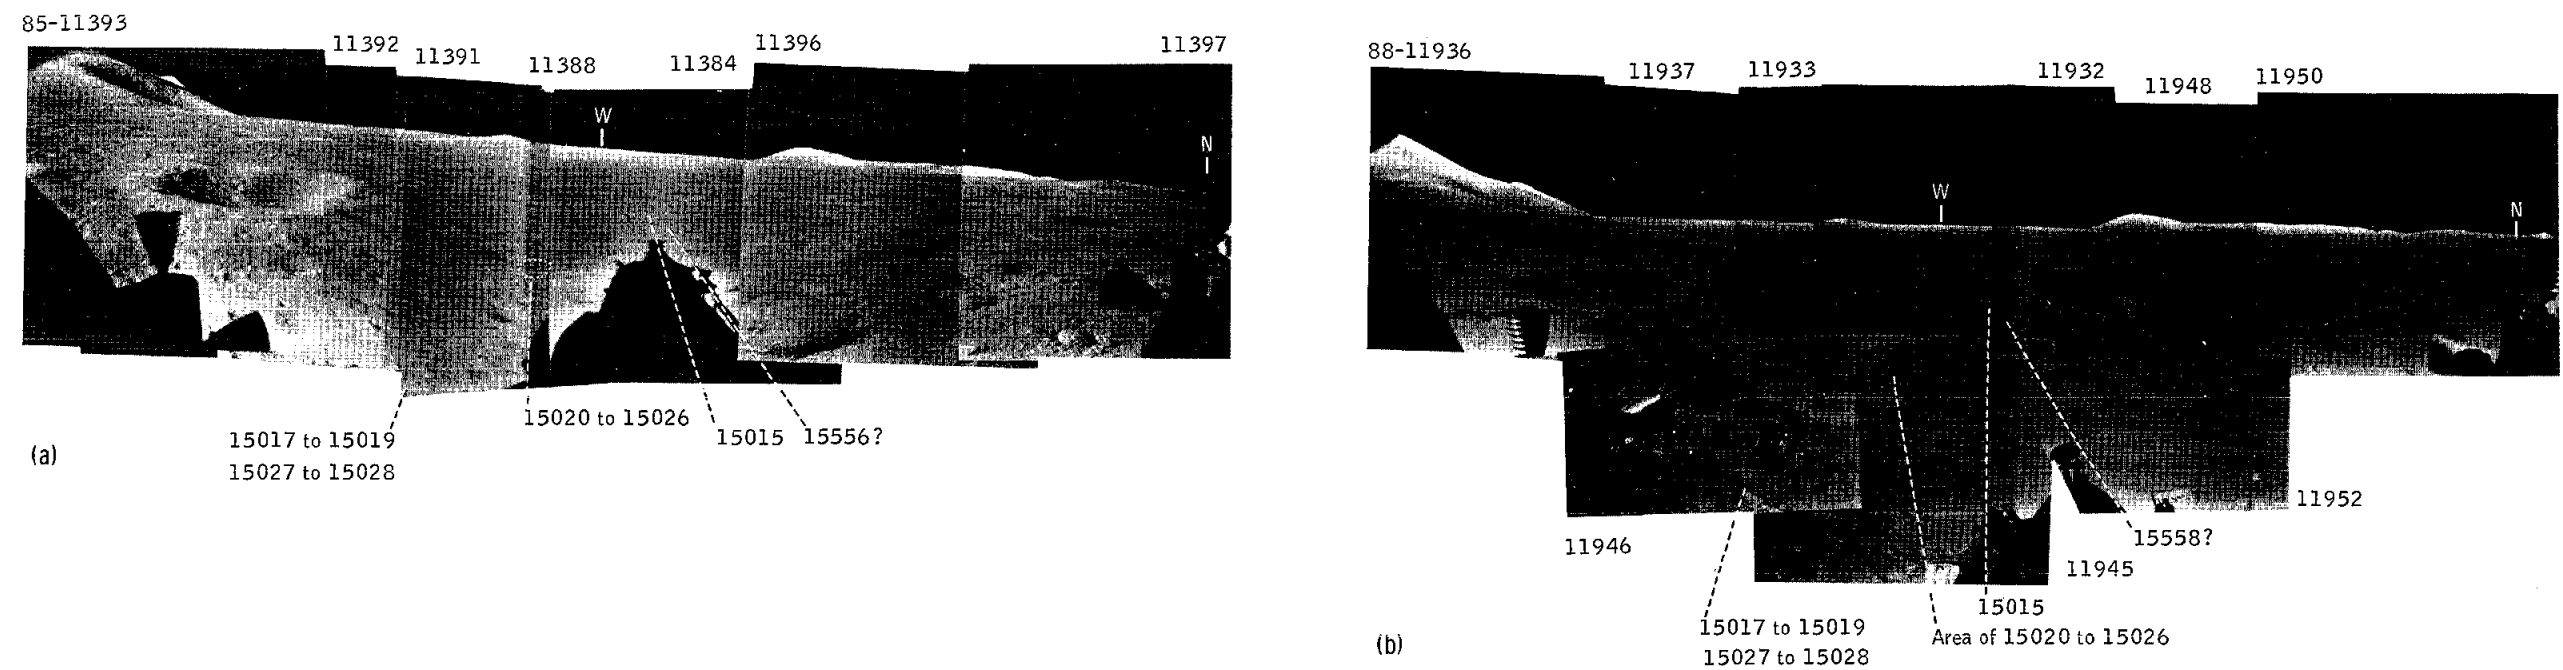 85-11393
11392
11391
11388
11384
11396
11397
W
N
15017 to 15019
15027 to 15028
15020 to 15026
15015
15556?
(a)
88-11936
11937
11933
11932
11948
11950
W
N
11952
11946
11945
15558?
15015
15017 to 15019
15027 to 15028
Area of 15020 to 15026
(b)